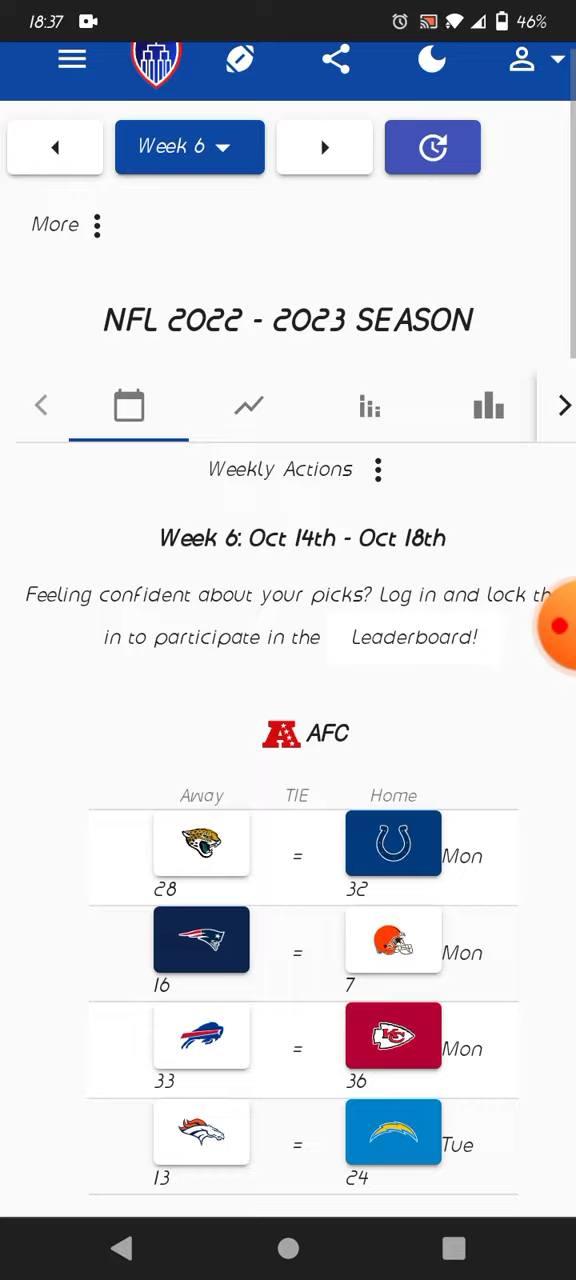 18:37 46%
Week 6
More
NFL 2022 - 2023 SEASON
Weekly Actions
Week 6: Oct 14th - Oct 18th
Feeling confident about your picks? Log in and lock th
in to participate in the Leaderboard!
AFC
Away TIE Home
= Mon
28 32
= Mon
16 7
= Mon
33 36
= Tue
13 24